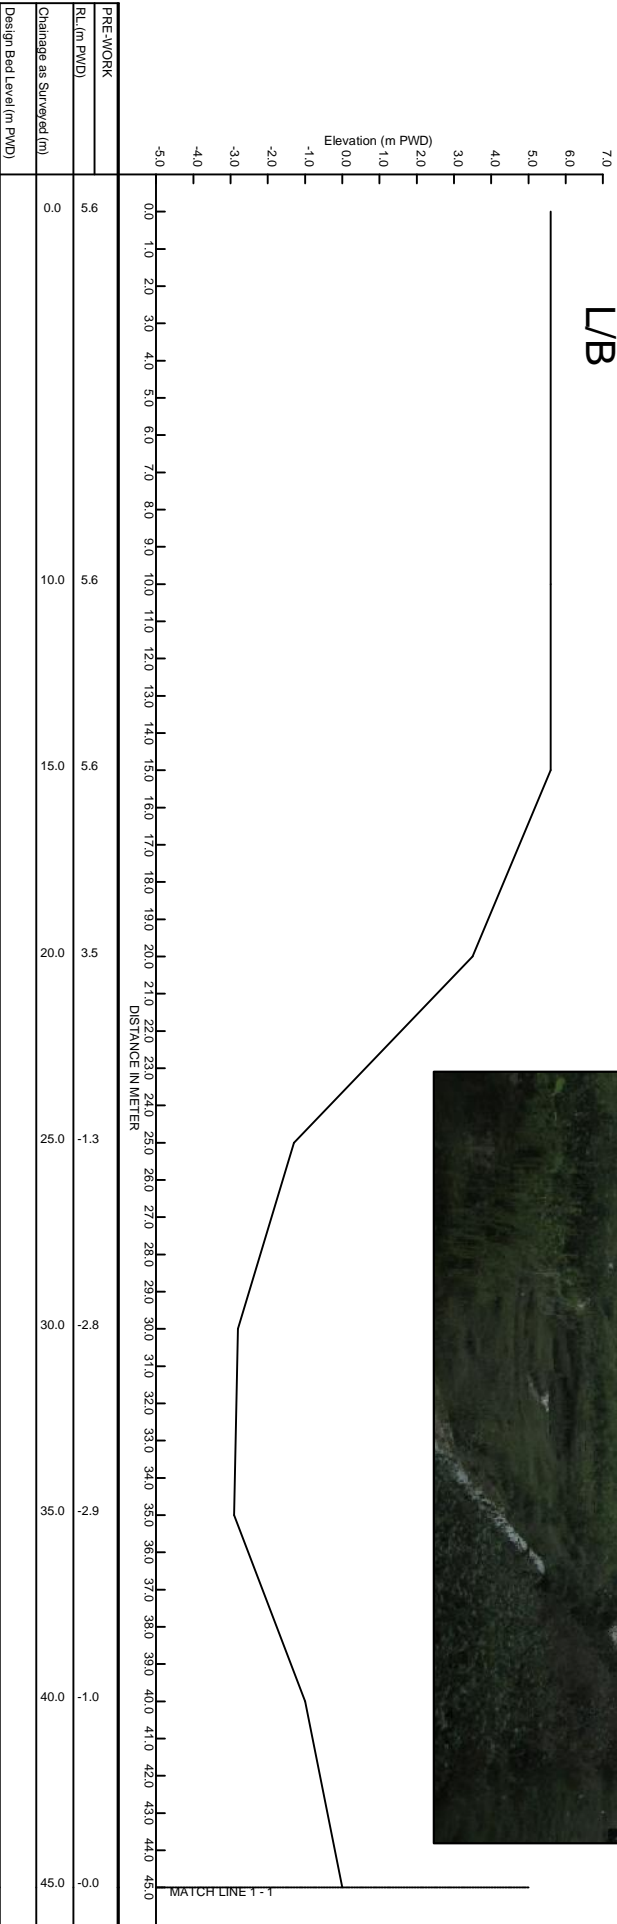 L/B
7.0
6.0
5.0
4.0
3.0
2.0
1.0
0.0
-1.0
-2.0
-3.0
-4.0
-5.0
Elevation (m PWD)
0.0 1.0 2.0 3.0 4.0 5.0 6.0 7.0 8.0 9.0 10.0 11.0 12.0 13.0 14.0 15.0 16.0 17.0 18.0 19.0 20.0 21.0 22.0 23.0 24.0 25.0 26.0 27.0 28.0 29.0 30.0 31.0 32.0 33.0 34.0 35.0 36.0 37.0 38.0 39.0 40.0 41.0 42.0 43.0 44.0 45.0
MATCH LINE 1 - 1
DISTANCE IN METER
PRE-WORK
RL.(m PWD) 5.6 5.6 5.6 3.5 -1.3 -2.8 -2.9 -1.0 -0.0
Chainage as Surveyed (m) 0.0 10.0 15.0 20.0 25.0 30.0 35.0 40.0 45.0
Design Bed Level (m PWD)